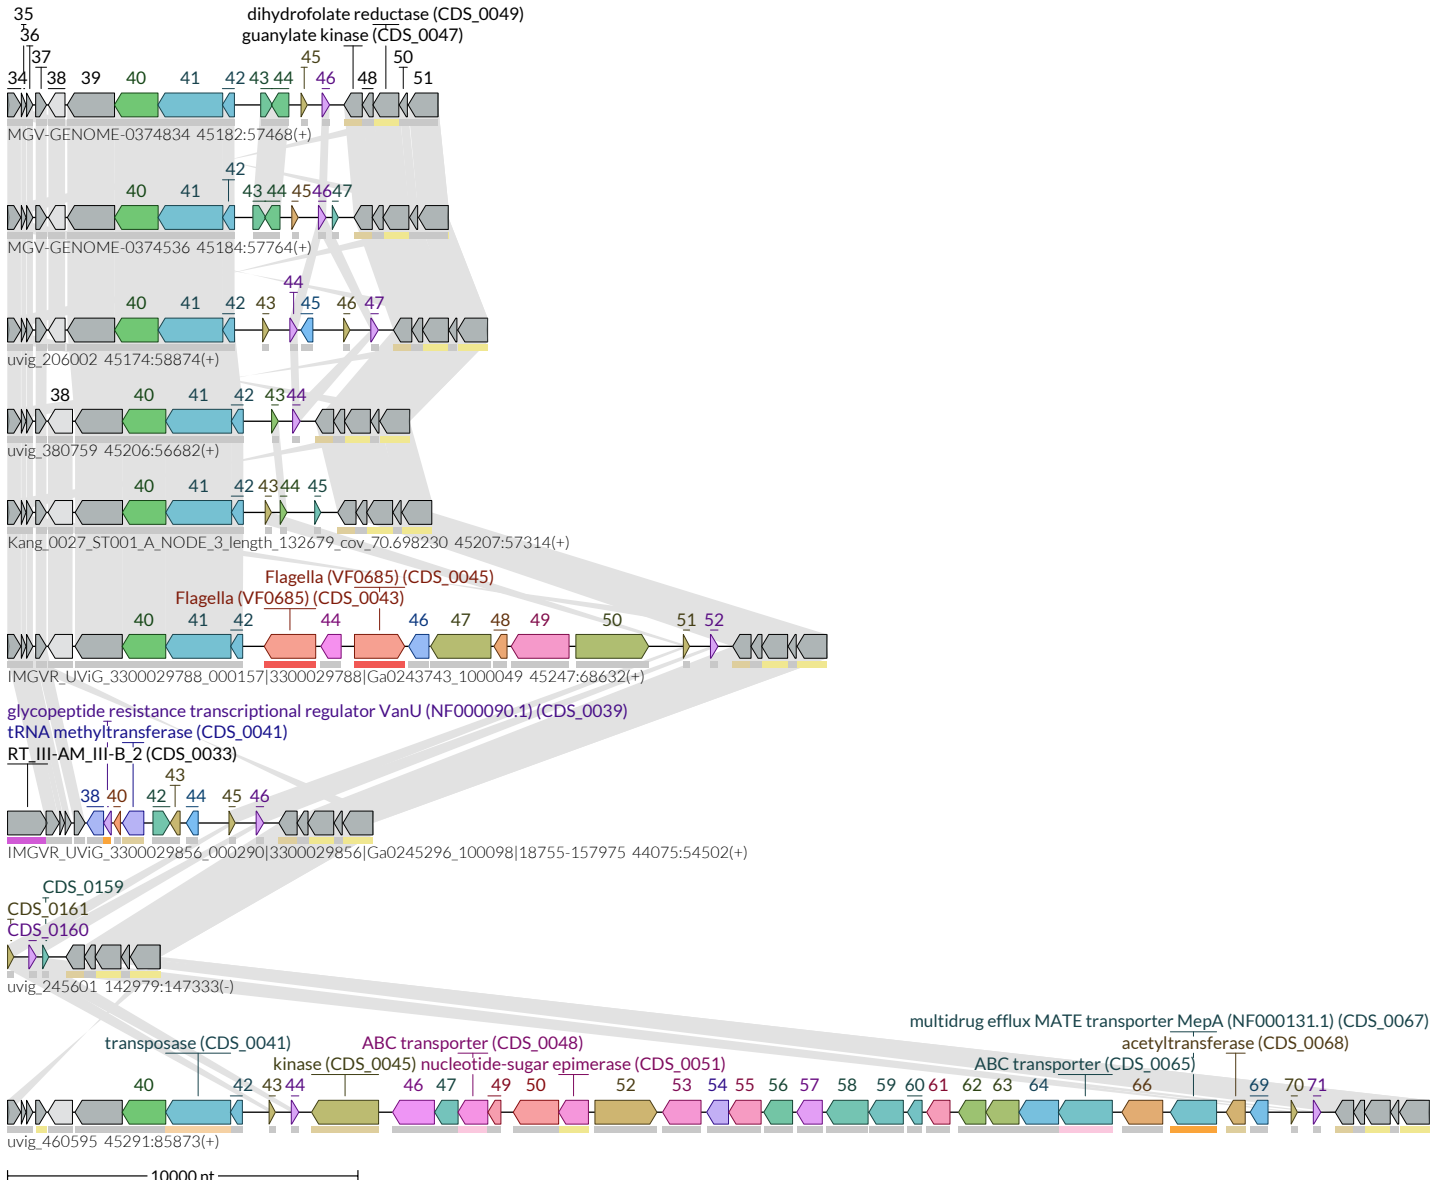 35
dihydrofolate reductase (CDS_0049)
36
guanylate kinase (CDS_0047)
37 45 50
34 38 39 40 41 42 43 44 46 48 51
MGV-GENOME-0374834 45182:57468(+)
42
40 41 43 44 45 46 47
MGV-GENOME-0374536 45184:57764(+)
44
40 41 42 43 45 46 47
uvig_206002 45174:58874(+)
38 40 41 42 43 44
uvig_380759 45206:56682(+)
40 41 42 43 44 45
Kang_0027_ST001_A_NODE_3_length_132679_cov_70.698230 45207:57314(+)
Flagella (VF0685) (CDS_0045)
Flagella (VF0685) (CDS_0043)
40 41 42 44 46 47 48 49 50 51 52
IMGVR_UViG_3300029788_000157|3300029788|Ga0243743_1000049 45247:68632(+)
glycopeptide resistance transcriptional regulator VanU (NF000090.1) (CDS_0039)
tRNA methyltransferase (CDS_0041)
RT_III-AM_III-B_2 (CDS_0033)
43
38 40 42 44 45 46
IMGVR_UViG_3300029856_000290|3300029856|Ga0245296_100098|18755-157975 44075:54502(+)
CDS_0159
CDS_0161
CDS_0160
uvig_245601 142979:147333(-)
multidrug efflux MATE transporter MepA (NF000131.1) (CDS_0067)
transposase (CDS_0041) ABC transporter (CDS_0048) acetyltransferase (CDS_0068)
kinase (CDS_0045) nucleotide-sugar epimerase (CDS_0051) ABC transporter (CDS_0065)
40 42 43 44 46 47 49 50 52 53 54 55 56 57 58 59 60 61 62 63 64 66 69 70 71
uvig_460595 45291:85873(+)
10000 nt